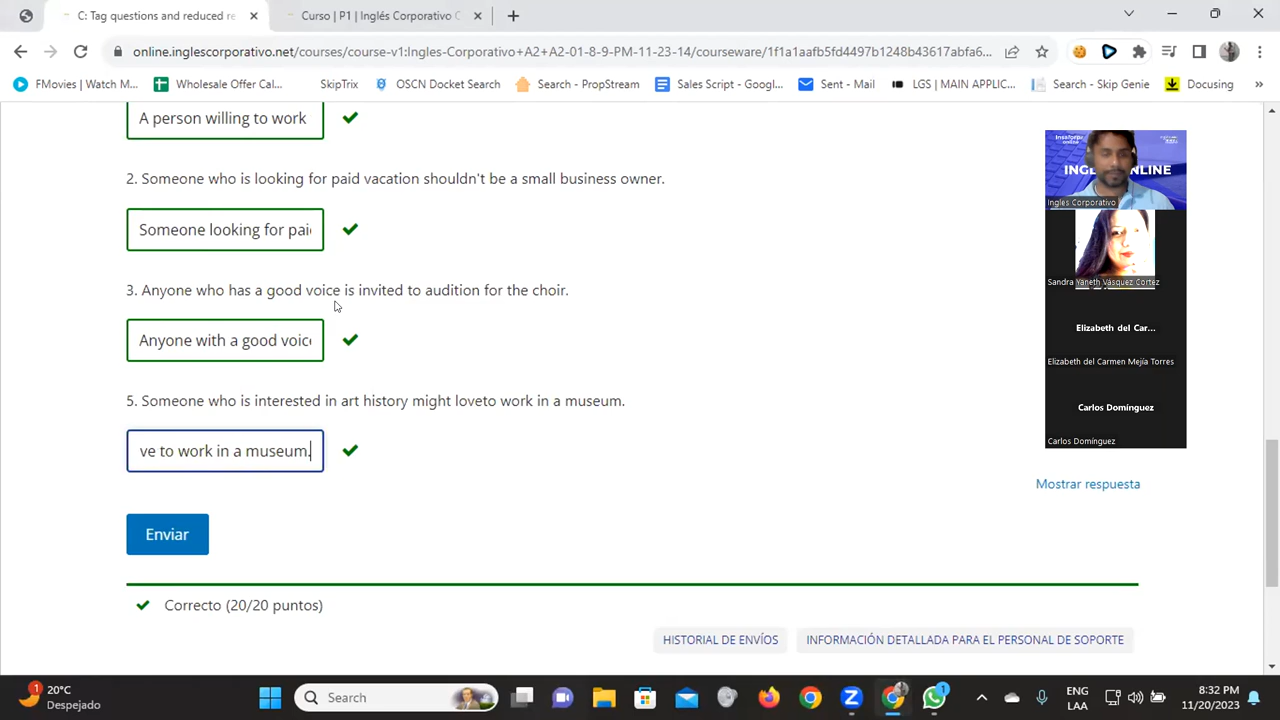 C: Tag questions and reduced re
Curso | P1 | Inglés Corporativo C
online.inglescorporativo.net/courses/course-v1:Ingles-Corporativo+A2+A2-01-8-9-PM-11-23-14/courseware/1f1a1aafb5fd4497b1248b43617abfa6...
FMovies | Watch M...
Wholesale Offer Cal...
SkipTrix
OSCN Docket Search
Search - PropStream
Sales Script - Googl...
Sent - Mail
LGS | MAIN APPLIC...
Search - Skip Genie
Docusing
A person willing to work
2. Someone who is looking for paid vacation shouldn't be a small business owner.
Someone looking for pai
3. Anyone who has a good voice is invited to audition for the choir.
Anyone with a good voic
5. Someone who is interested in art history might loveto work in a museum.
ve to work in a museum.
Enviar
Correcto (20/20 puntos)
Mostrar respuesta
HISTORIAL DE ENVÍOS
INFORMACIÓN DETALLADA PARA EL PERSONAL DE SOPORTE
Ingles Corporativo
Sandra Yaneth Vásquez Cortez
Elizabeth del Car...
Elizabeth del Carmen Mejía Torres
Carlos Domínguez
Carlos Domínguez
1
20°C
Despejado
Search
1
ENG
LAA
8:32 PM
11/20/2023